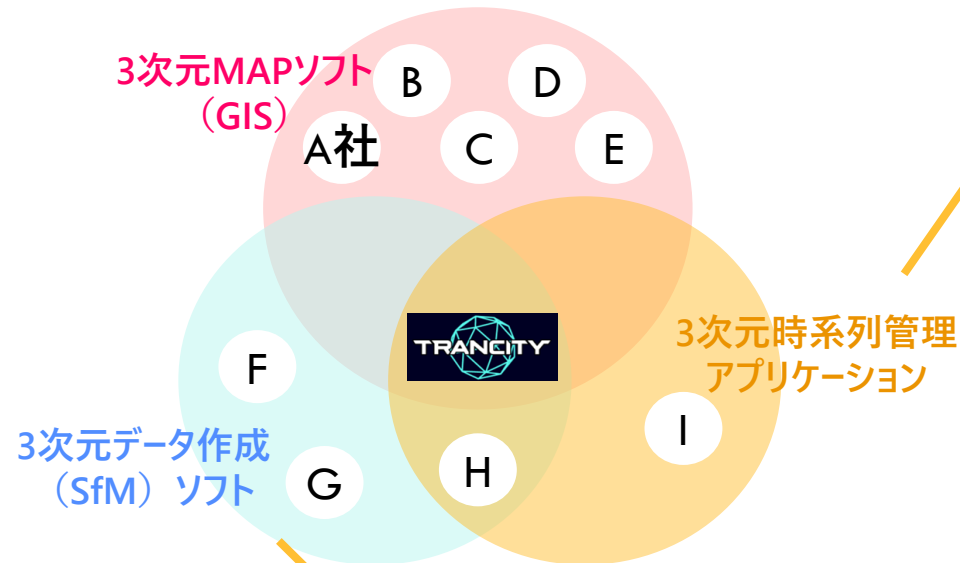 3次元MAPソフト
（GIS）
B
D
A社
C
E
TRANCITY
3次元時系列管理
アプリケーション
F
I
3次元データ作成
（SfM）ソフト
G
H